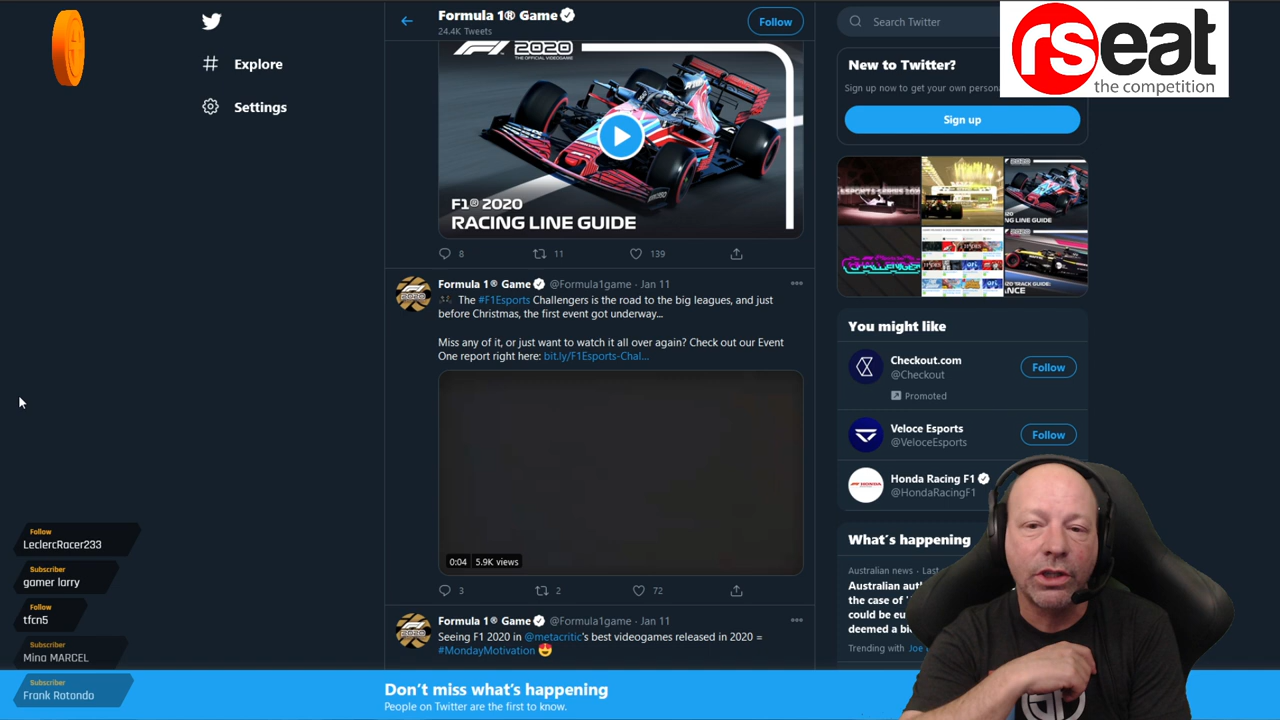 Explore
Settings
Formula 1® Game
24.4K Tweets
Follow
F1 2020
THE OFFICIAL VIDEOGAME
F1® 2020
RACING LINE GUIDE
8
11
139
Formula 1® Game @Formula1game · Jan 11
The #F1Esports Challengers is the road to the big leagues, and just
before Christmas, the first event got underway...
Miss any of it, or just want to watch it all over again? Check out our Event
One report right here: bit.ly/F1Esports-Chal...
0:04 5.9K views
3
2
72
Formula 1® Game @Formula1game · Jan 11
Seeing F1 2020 in @metacritic's best videogames released in 2020 =
#MondayMotivation
Search Twitter
rseat
the competition
New to Twitter?
Sign up now to get your own
Sign up
LINE GUIDE
You might like
Checkout.com
@Checkout
Follow
Promoted
Veloce Esports
@VeloceEsports
Follow
Honda Racing F1
@HondaRacingF1
What's happening
Australian news · Las
Australian
the case of
could be
deemed a
Trending with Joe
Follow
LeclercRacer233
Subscriber
gamer larry
Follow
tfcn5
Subscriber
Mina MARCEL
Subscriber
Frank Rotondo
Don't miss what's happening
People on Twitter are the first to know.